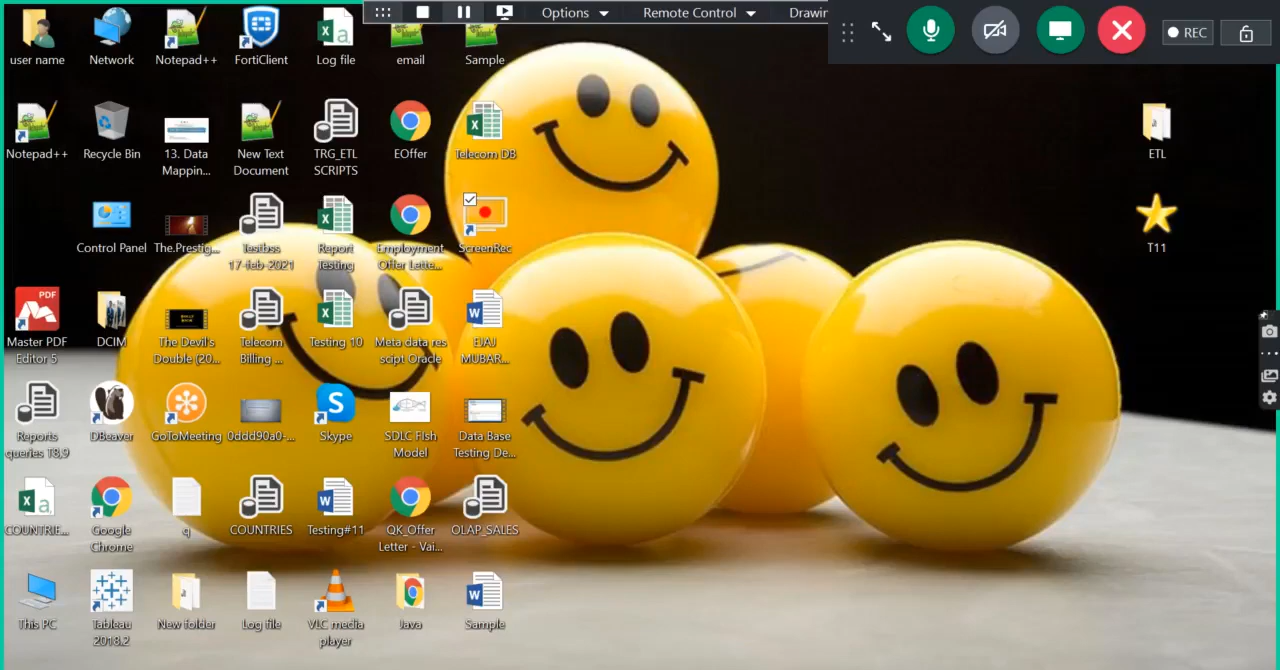 Options
Remote Control
Drawin
REC
user name
Network
Notepad++
FortiClient
Log file
email
Sample
Notepad++
Recycle Bin
13. Data
Mappin...
New Text
Document
TRG_ETL
SCRIPTS
EOffer
Telecom DB
ETL
Control Panel
The.Prestig...
Testbss
17-feb-2021
Report
Testing
Employment
Offer Lette...
ScreenRec
T11
PDF
Master PDF
Editor 5
DCIM
The Devil's
Double (20...
Telecom
Billing ...
Testing 10
Meta data res
script Oracle
EJAJ
MUBAR...
Reports
queries T8,9
DBeaver
GoToMeeting
0ddd90a0-...
Skype
SDLC FIsh
Model
Data Base
Testing De...
COUNTRIE...
Google
Chrome
q
COUNTRIES
Testing#11
QK_Offer
Letter - Vai...
OLAP_SALES
This PC
Tableau
2018.2
New folder
Log file
VLC media
player
Java
Sample